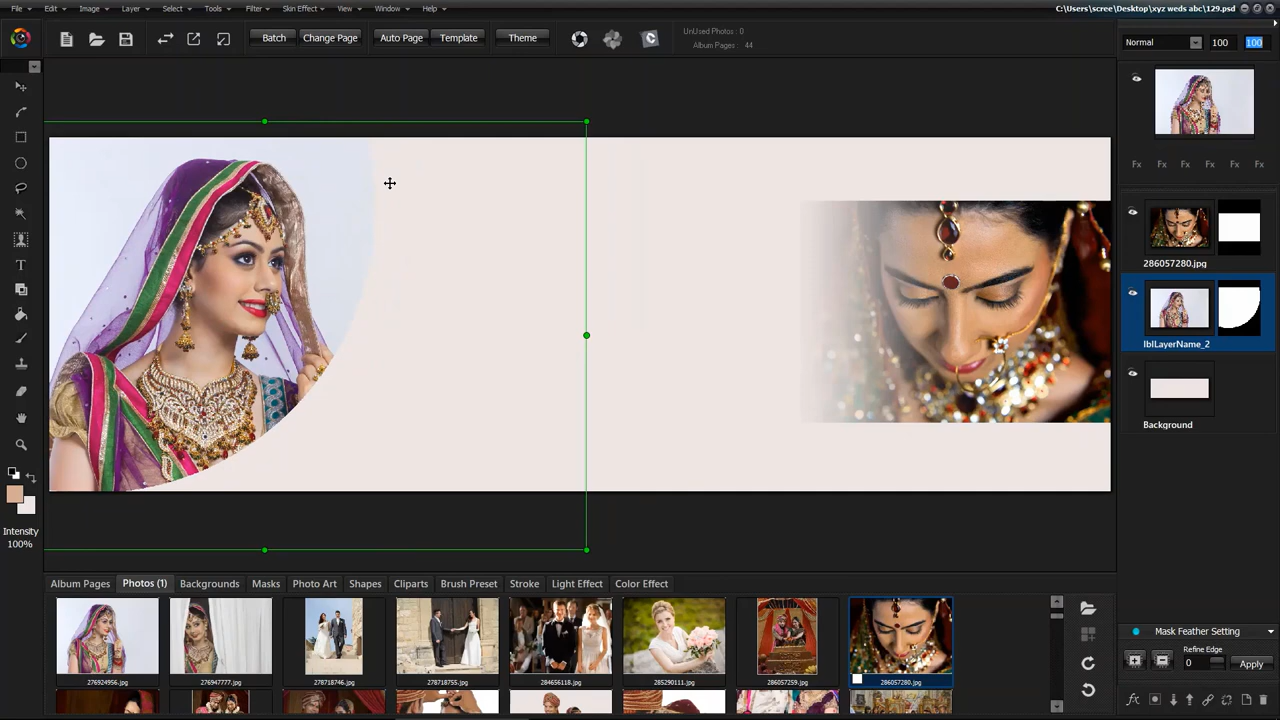 File Edit Image Layer Select Tools Filter Skin Effect View Window Help C:\Users\scree\Desktop\xyz weds abc\129.psd
Batch Change Page Auto Page Template Theme
UnUsed Photos : 0
Album Pages : 44
Normal 100 100
Fx Fx Fx Fx Fx Fx
286057280.jpg
lblLayerName_2
Background
Intensity
100%
Album Pages Photos (1) Backgrounds Masks Photo Art Shapes Cliparts Brush Preset Stroke Light Effect Color Effect
276924956.jpg 276947777.jpg 278718746.jpg 278718755.jpg 284656118.jpg 285290111.jpg 286057259.jpg 286057280.jpg
Mask Feather Setting
Refine Edge
0 Apply
fx